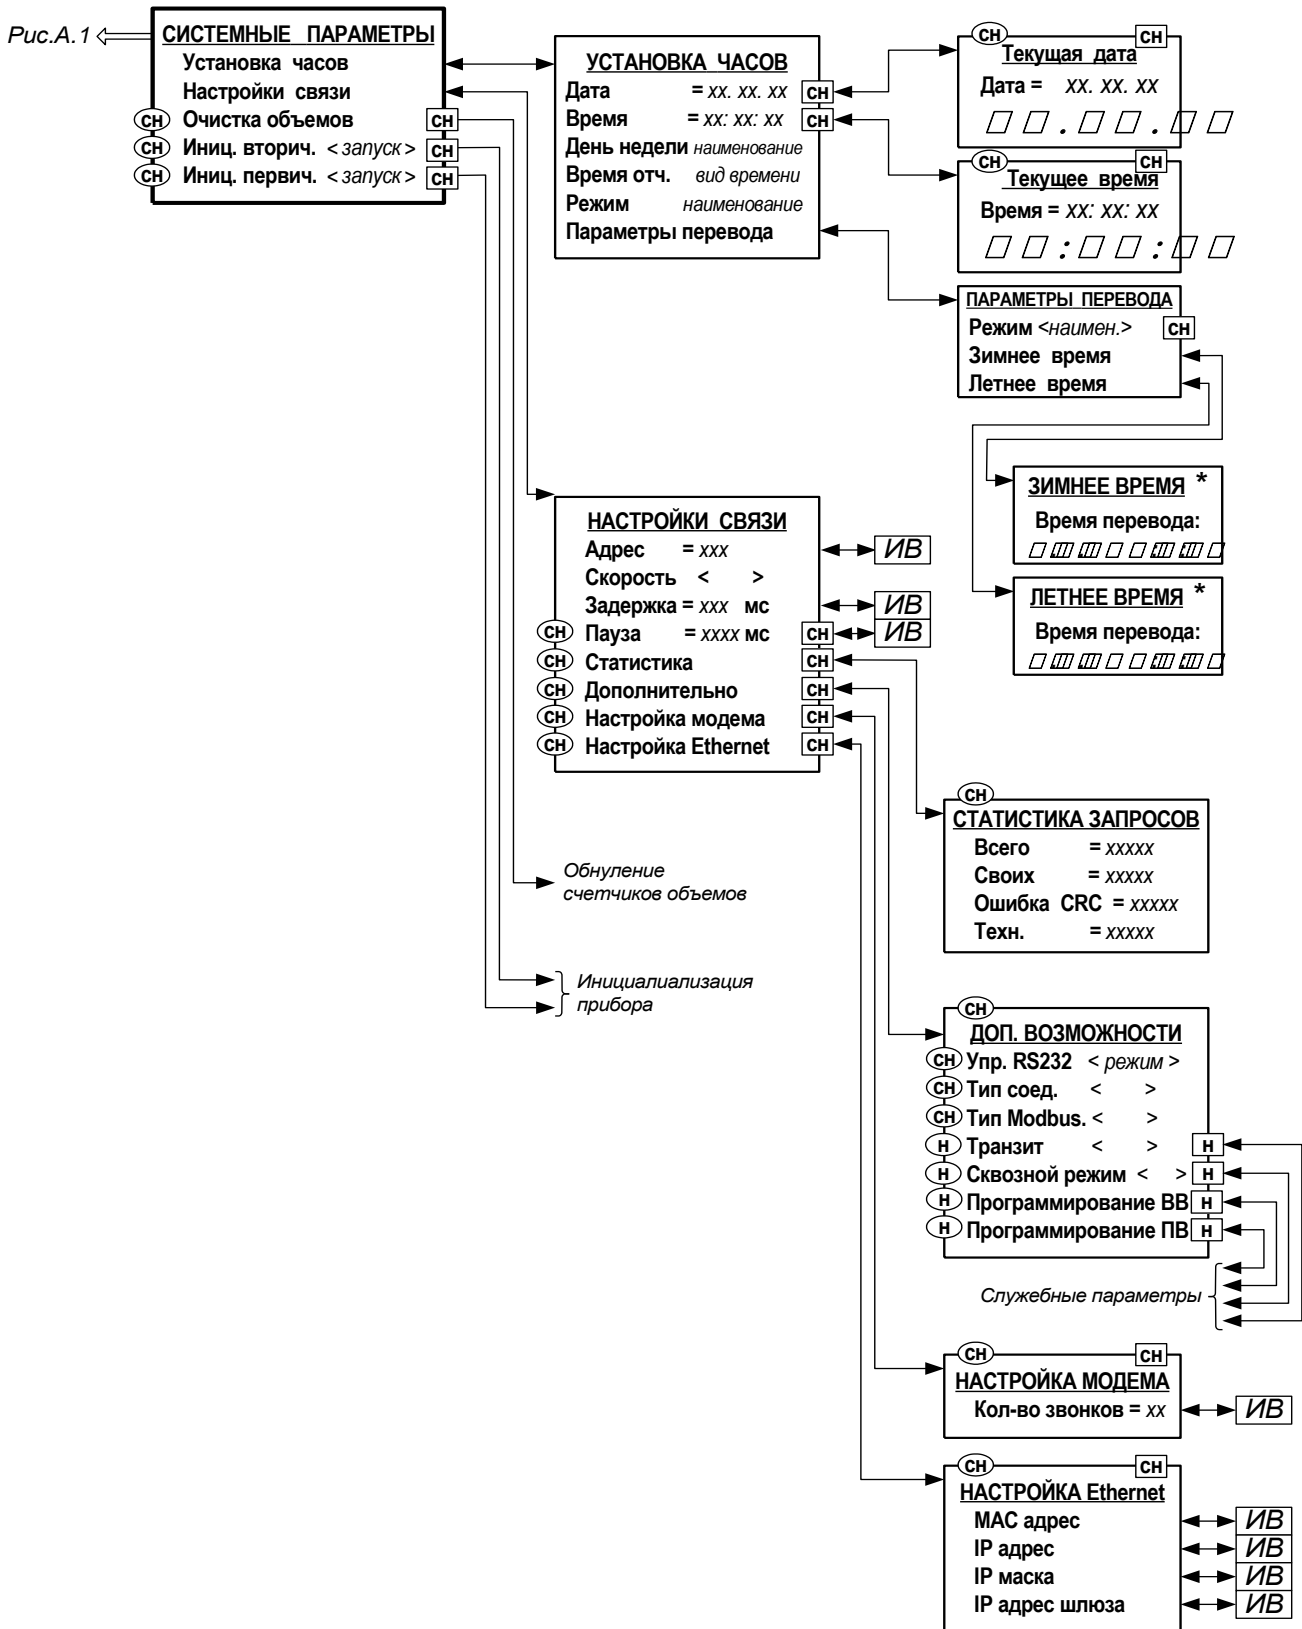 Рис.А.1
СИСТЕМНЫЕ ПАРАМЕТРЫ
Установка часов
Настройки связи
СН Очистка объемов СН
СН Иниц. вторич. <запуск> СН
СН Иниц. первич. <запуск> СН
УСТАНОВКА ЧАСОВ
Дата = хх. хх. хх СН
Время = хх: хх: хх СН
День недели наименование
Время отч. вид времени
Режим наименование
Параметры перевода
СН СН
Текущая дата
Дата = хх. хх. хх
СН СН
Текущее время
Время = хх: хх: хх
ПАРАМЕТРЫ ПЕРЕВОДА
Режим <наимен.> СН
Зимнее время
Летнее время
ЗИМНЕЕ ВРЕМЯ *
Время перевода:
ЛЕТНЕЕ ВРЕМЯ *
Время перевода:
НАСТРОЙКИ СВЯЗИ
Адрес = ххх ИВ
Скорость < >
Задержка = ххх мс ИВ
СН Пауза = хххх мс СН ИВ
СН Статистика СН
СН Дополнительно СН
СН Настройка модема СН
СН Настройка Ethernet СН
Обнуление
счетчиков объемов
Инициалиализация
прибора
СН
СТАТИСТИКА ЗАПРОСОВ
Всего = ххххх
Своих = ххххх
Ошибка CRC = ххххх
Техн. = ххххх
СН
ДОП. ВОЗМОЖНОСТИ
СН Упр. RS232 < режим >
СН Тип соед. < >
СН Тип Modbus. < >
Н Транзит < > Н
Н Сквозной режим < > Н
Н Программирование ВВ Н
Н Программирование ПВ Н
Служебные параметры
СН СН
НАСТРОЙКА МОДЕМА
Кол-во звонков = хх ИВ
СН СН
НАСТРОЙКА Ethernet
МАС адрес ИВ
IP адрес ИВ
IP маска ИВ
IP адрес шлюза ИВ